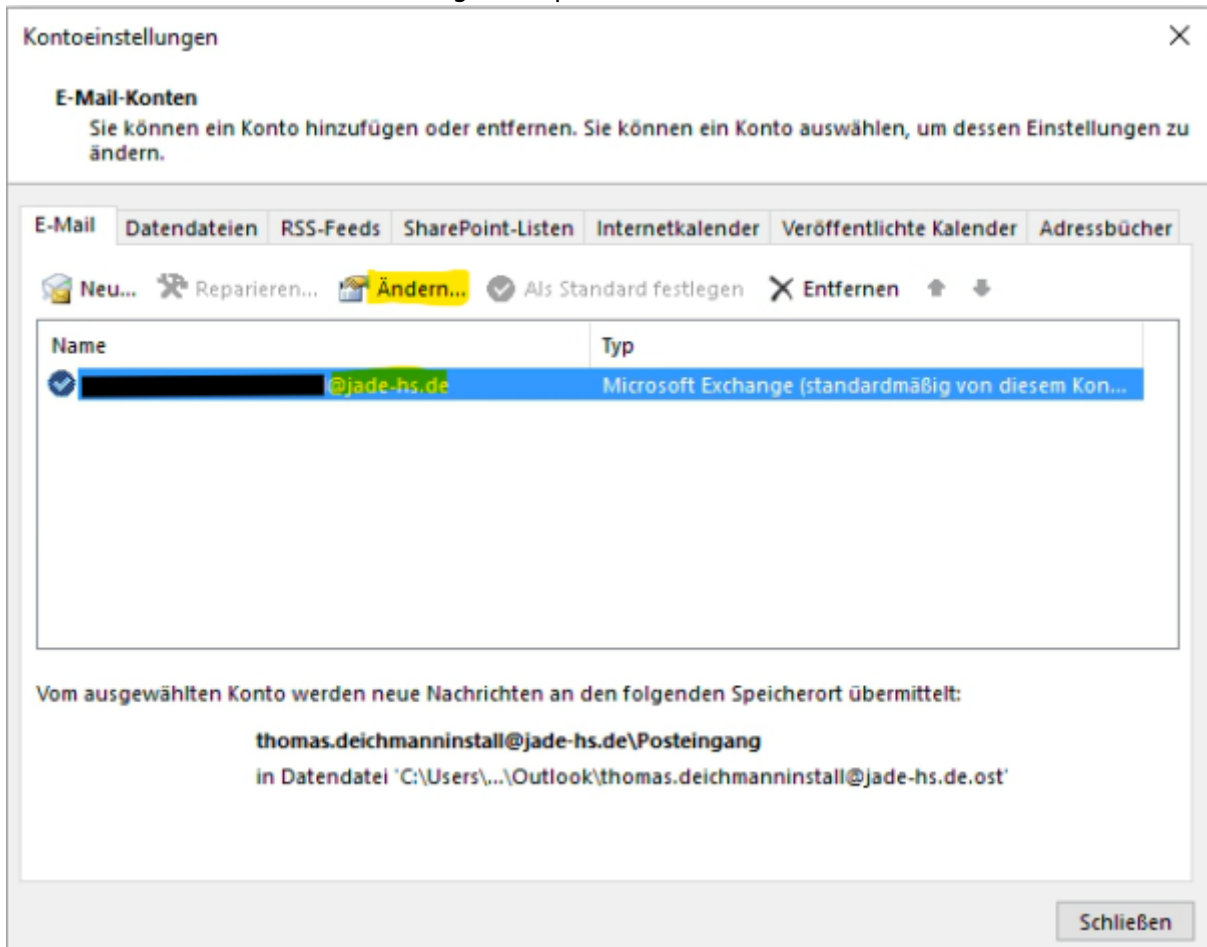 Kontoeinstellungen
E-Mail-Konten
Sie können ein Konto hinzufügen oder entfernen. Sie können ein Konto auswählen, um dessen Einstellungen zu
ändern.
E-Mail Datendateien RSS-Feeds SharePoint-Listen Internetkalender Veröffentlichte Kalender Adressbücher
Neu... Reparieren... Ändern... Als Standard festlegen Entfernen
Name Typ
@jade-hs.de Microsoft Exchange (standardmäßig von diesem Kon...
Vom ausgewählten Konto werden neue Nachrichten an den folgenden Speicherort übermittelt:
thomas.deichmanninstall@jade-hs.de\Posteingang
in Datendatei 'C:\Users\...\Outlook\thomas.deichmanninstall@jade-hs.de.ost'
Schließen